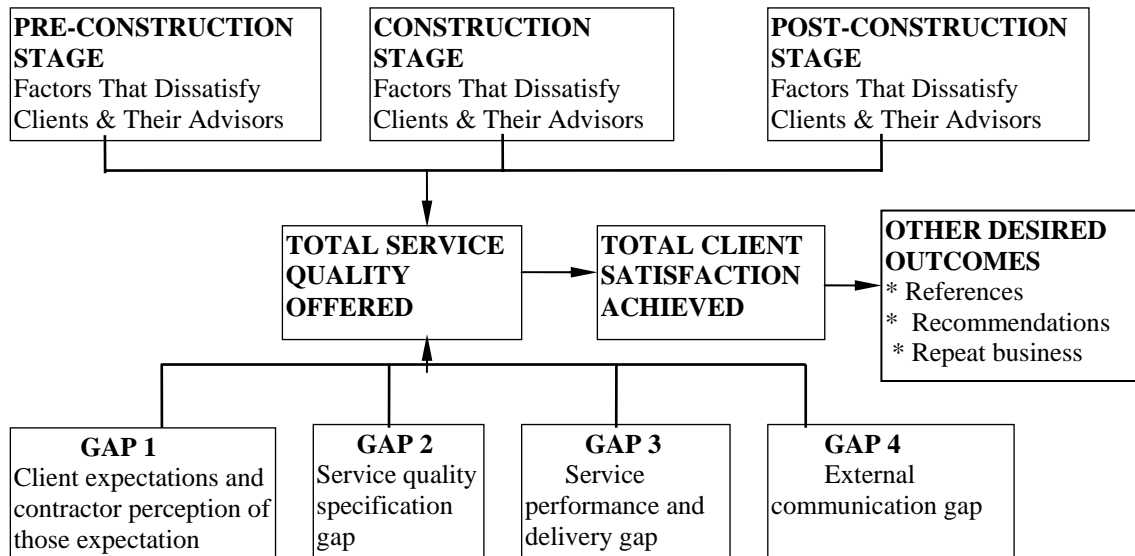 PRE-CONSTRUCTION
STAGE
Factors That Dissatisfy
Clients & Their Advisors
CONSTRUCTION
STAGE
Factors That Dissatisfy
Clients & Their Advisors
POST-CONSTRUCTION
STAGE
Factors That Dissatisfy
Clients & Their Advisors
TOTAL SERVICE
QUALITY
OFFERED
TOTAL CLIENT
SATISFACTION
ACHIEVED
OTHER DESIRED
OUTCOMES
* References
* Recommendations
* Repeat business
GAP 1
Client expectations and
contractor perception of
those expectation
GAP 2
Service quality
specification
gap
GAP 3
Service
performance and
delivery gap
GAP 4
External
communication gap